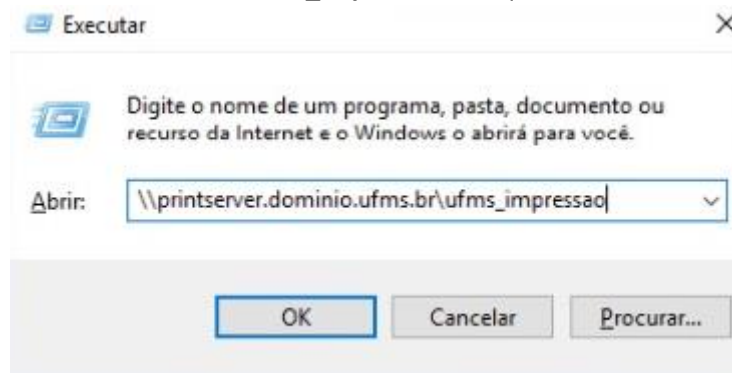 Executar
Digite o nome de um programa, pasta, documento ou
recurso da Internet e o Windows o abrirá para você.
Abrir: \\printserver.dominio.ufms.br\ufms_impressao
OK Cancelar Procurar...